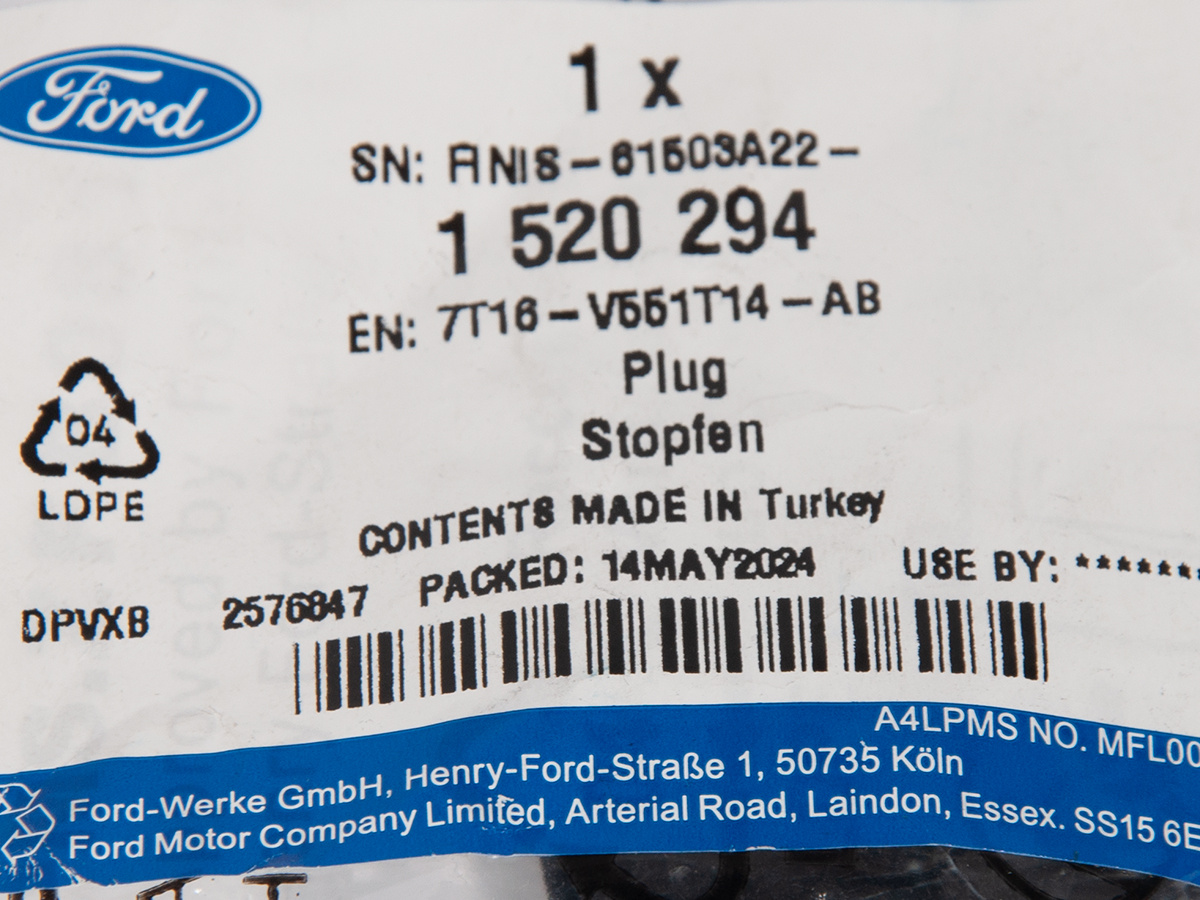 Ford
1 x
SN: FINIS-61503A22-
1 520 294
EN: 7T16-V551T14-AB
Plug
Stopfen
04
LDPE
CONTENTS MADE IN Turkey
PACKED: 14MAY2024 USE BY: *******
DPVXB 2576847
A4LPMS NO. MFL00
Ford-Werke GmbH, Henry-Ford-Straße 1, 50735 Köln
Ford Motor Company Limited, Arterial Road, Laindon, Essex. SS15 6E